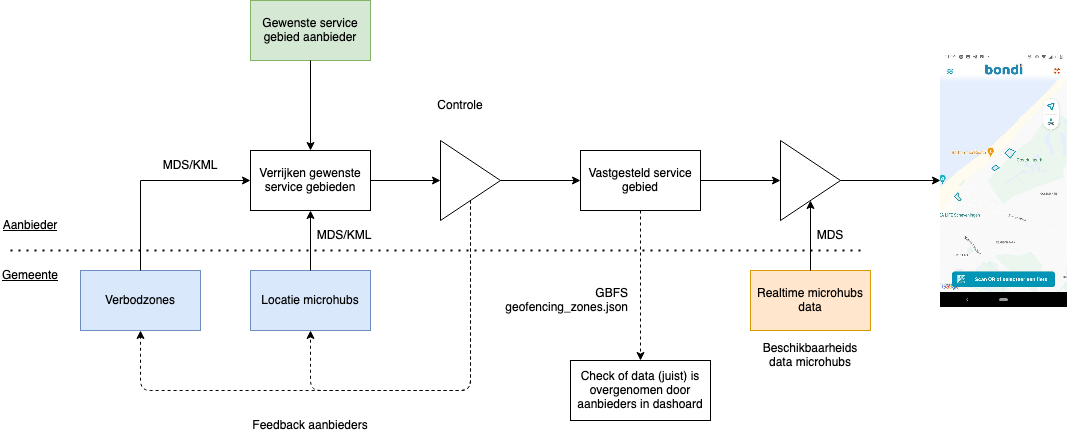 Gewenste service
gebied aanbieder
Controle
MDS/KML
Verrijken gewenste
service gebieden
Vastgesteld service
gebied
Aanbieder
MDS/KML
MDS
Gemeente
Verbodzones
Locatie microhubs
GBFS
geofencing_zones.json
Realtime microhubs
data
Beschikbaarheids
data microhubs
Check of data (juist) is
overgenomen door
aanbieders in dashoard
Feedback aanbieders
bondi
Scan QR of selecteer een fiets